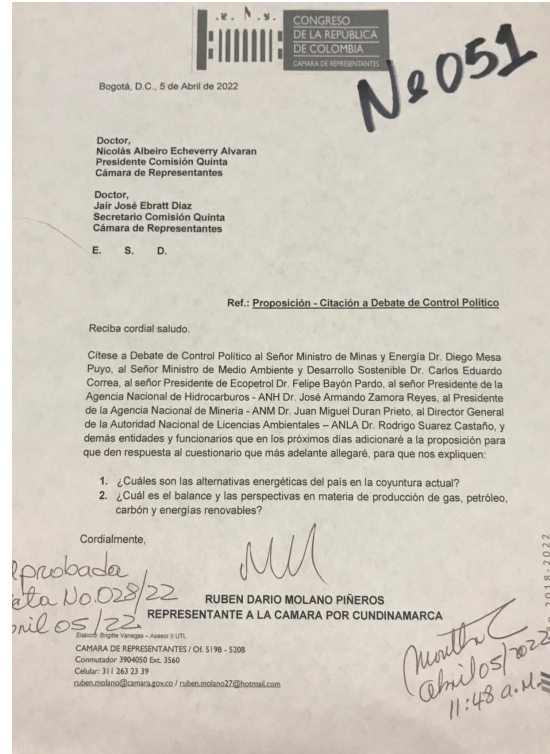 CONGRESO
DE LA REPÚBLICA
DE COLOMBIA
CÁMARA DE REPRESENTANTES
No 051
Bogotá, D.C., 5 de Abril de 2022
Doctor,
Nicolás Albeiro Echeverry Alvaran
Presidente Comisión Quinta
Cámara de Representantes
Doctor,
Jair José Ebratt Diaz
Secretario Comisión Quinta
Cámara de Representantes
E. S. D.
Ref.: Proposición - Citación a Debate de Control Político
Reciba cordial saludo.
Cítese a Debate de Control Político al Señor Ministro de Minas y Energía Dr. Diego Mesa
Puyo, al Señor Ministro de Medio Ambiente y Desarrollo Sostenible Dr. Carlos Eduardo
Correa, al señor Presidente de Ecopetrol Dr. Felipe Bayón Pardo, al señor Presidente de la
Agencia Nacional de Hidrocarburos - ANH Dr. José Armando Zamora Reyes, al Presidente
de la Agencia Nacional de Minería - ANM Dr. Juan Miguel Duran Prieto, al Director General
de la Autoridad Nacional de Licencias Ambientales – ANLA Dr. Rodrigo Suarez Castaño, y
demás entidades y funcionarios que en los próximos días adicionaré a la proposición para
que den respuesta al cuestionario que más adelante allegaré, para que nos expliquen:
1. ¿Cuáles son las alternativas energéticas del país en la coyuntura actual?
2. ¿Cuál es el balance y las perspectivas en materia de producción de gas, petróleo,
carbón y energías renovables?
Cordialmente,
probada
ta No.028/22
ril 05/22
RUBEN DARIO MOLANO PIÑEROS
REPRESENTANTE A LA CAMARA POR CUNDINAMARCA
Elaboró: Brigitte Vanegas – Asesor II UTL
CAMARA DE REPRESENTANTES / Of. 519B - 520B
Conmutador 3904050 Ext. 3560
Celular: 311 263 23 39
ruben.molano@camara.gov.co / ruben.molano27@hotmail.com
abril 05/2022
11:48 a.m.
2018-2022